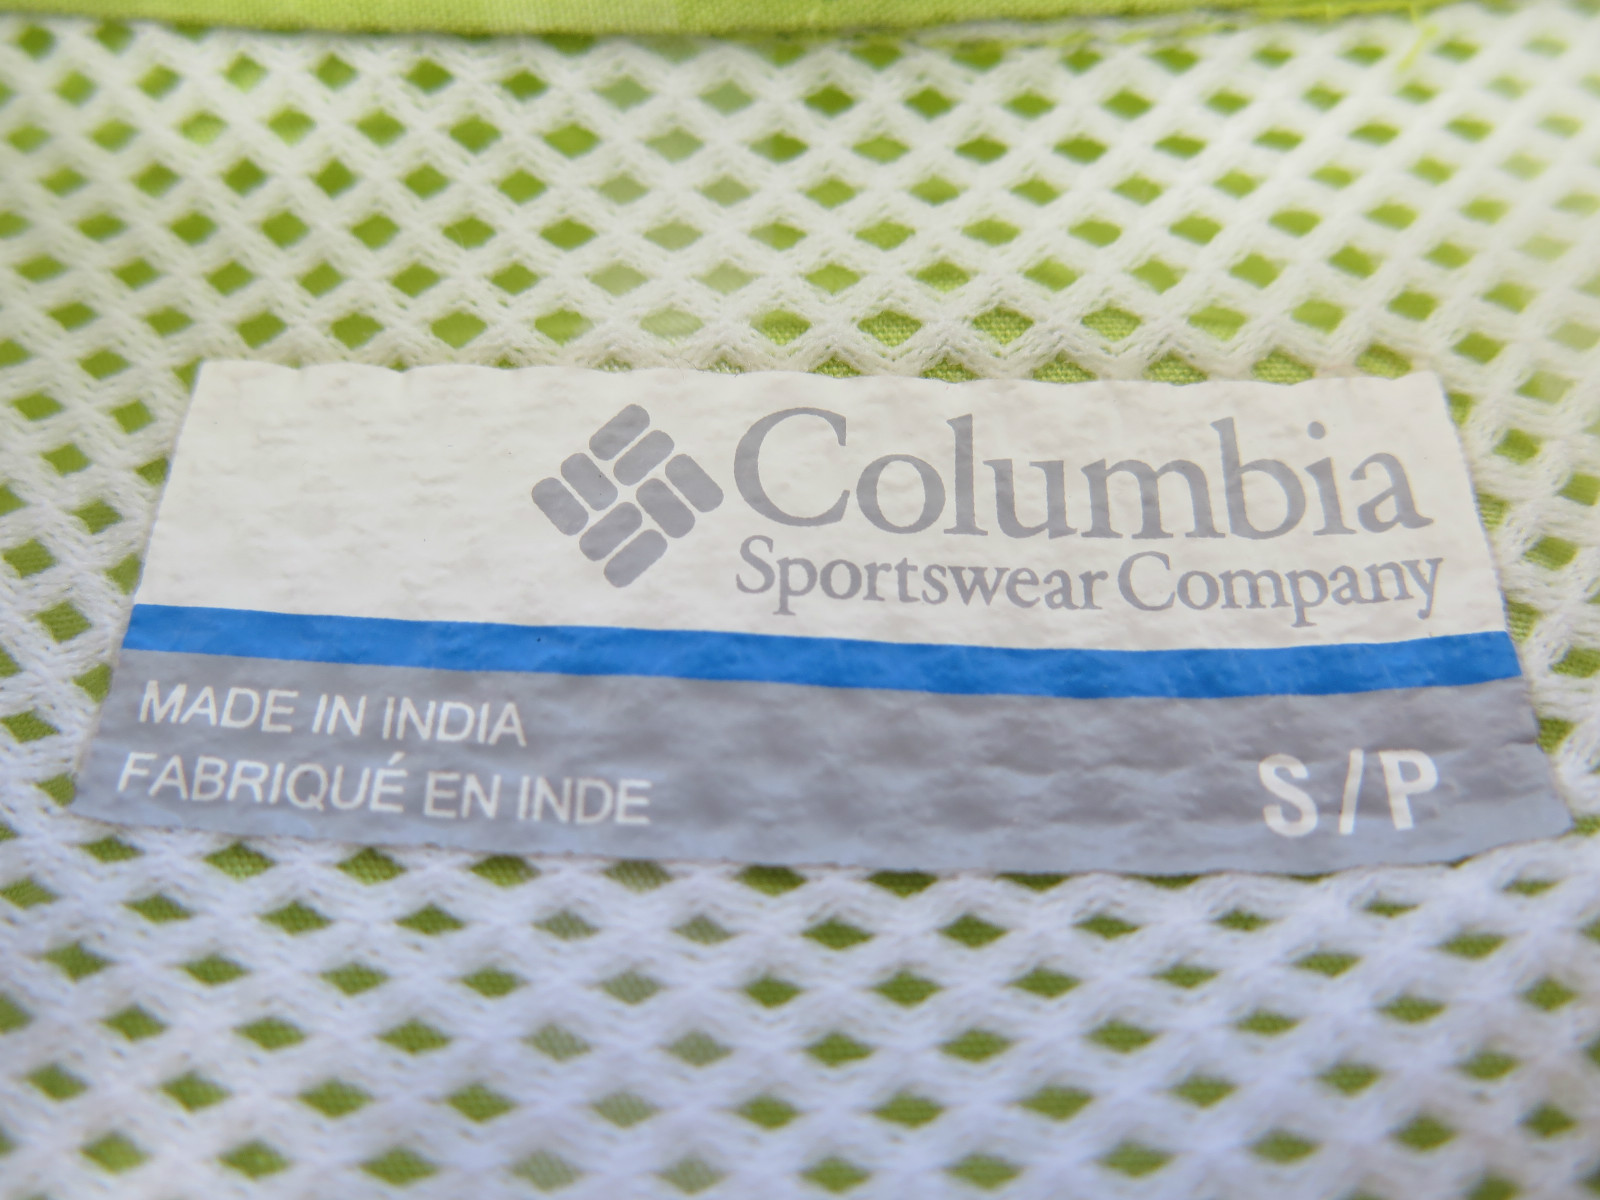 Columbia
Sportswear Company
MADE IN INDIA
FABRIQUÉ EN INDE
S/P